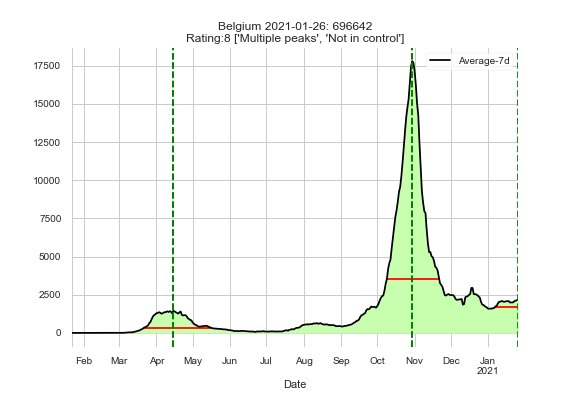 Belgium 2021-01-26: 696642
Rating:8 ['Multiple peaks', 'Not in control']
Average-7d
17500
15000
12500
10000
7500
5000
2500
0
Feb Mar Apr May Jun Jul Aug Sep Oct Nov Dec Jan
2021
Date